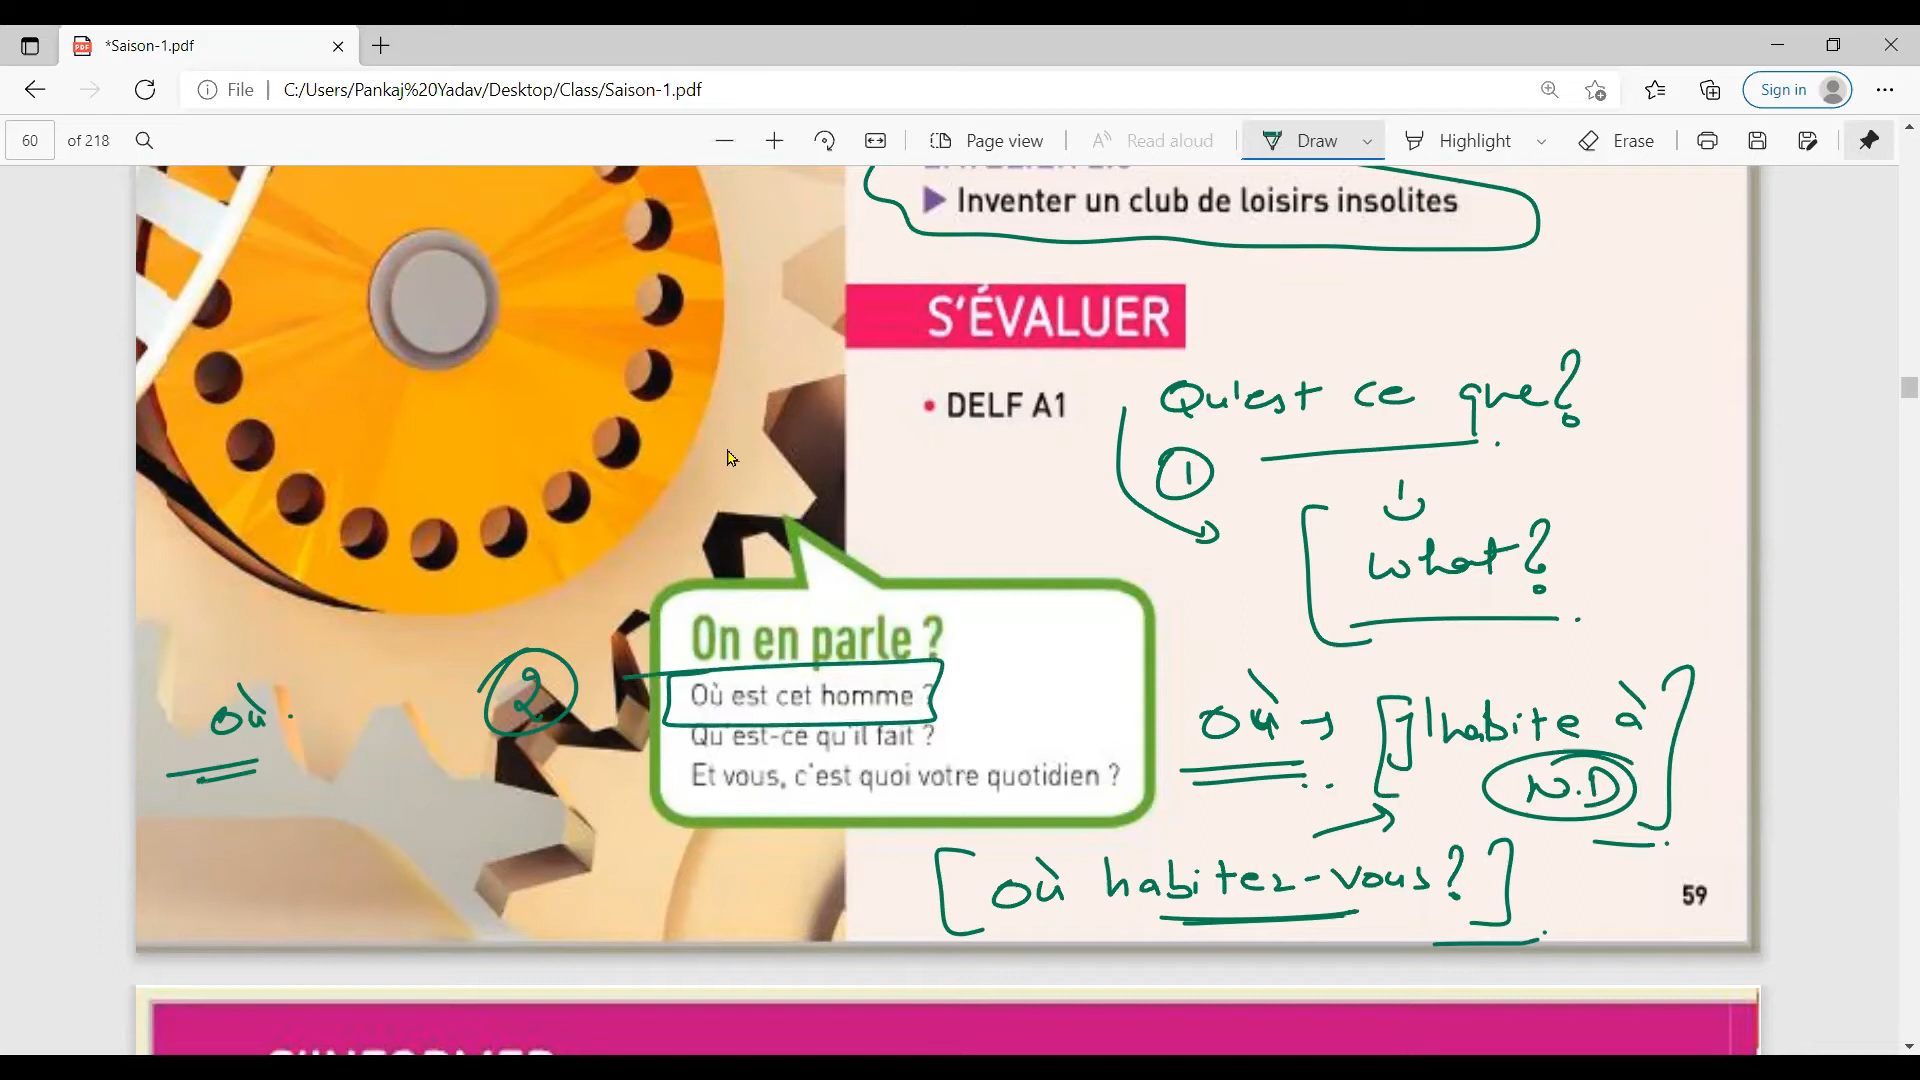 *Saison-1.pdf
File C:/Users/Pankaj%20Yadav/Desktop/Class/Saison-1.pdf
Sign in
60 of 218
Page view
Read aloud
Draw
Highlight
Erase
Inventer un club de loisirs insolites
S'ÉVALUER
• DELF A1
Qu'est ce que?
1
what?
On en parle ?
Où est cet homme ?
Qu'est-ce qu'il fait ?
Et vous, c'est quoi votre quotidien ?
2
où
où → [j'habite à
N.D]
[où habitez-vous?]
59